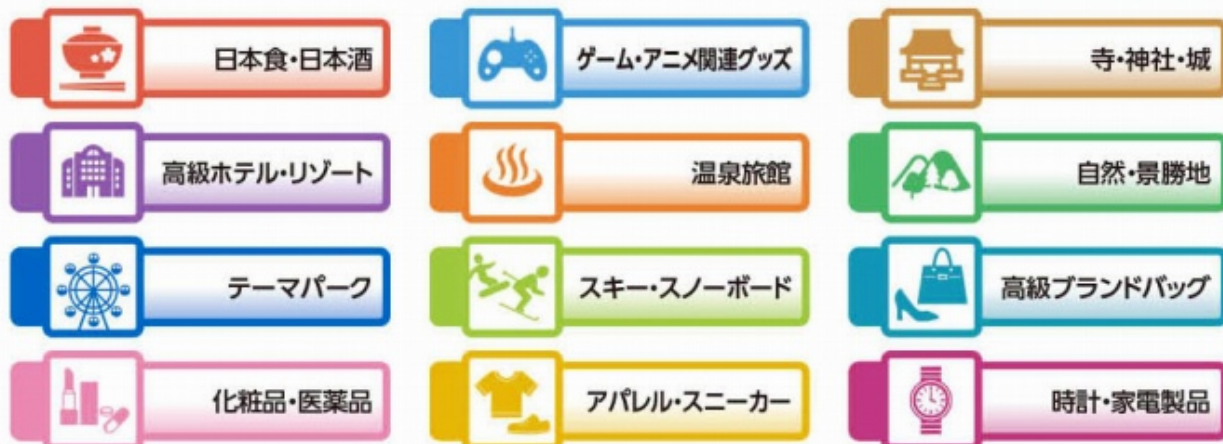 日本食・日本酒
ゲーム・アニメ関連グッズ
寺・神社・城
高級ホテル・リゾート
温泉旅館
自然・景勝地
テーマパーク
スキー・スノーボード
高級ブランドバッグ
化粧品・医薬品
アパレル・スニーカー
時計・家電製品